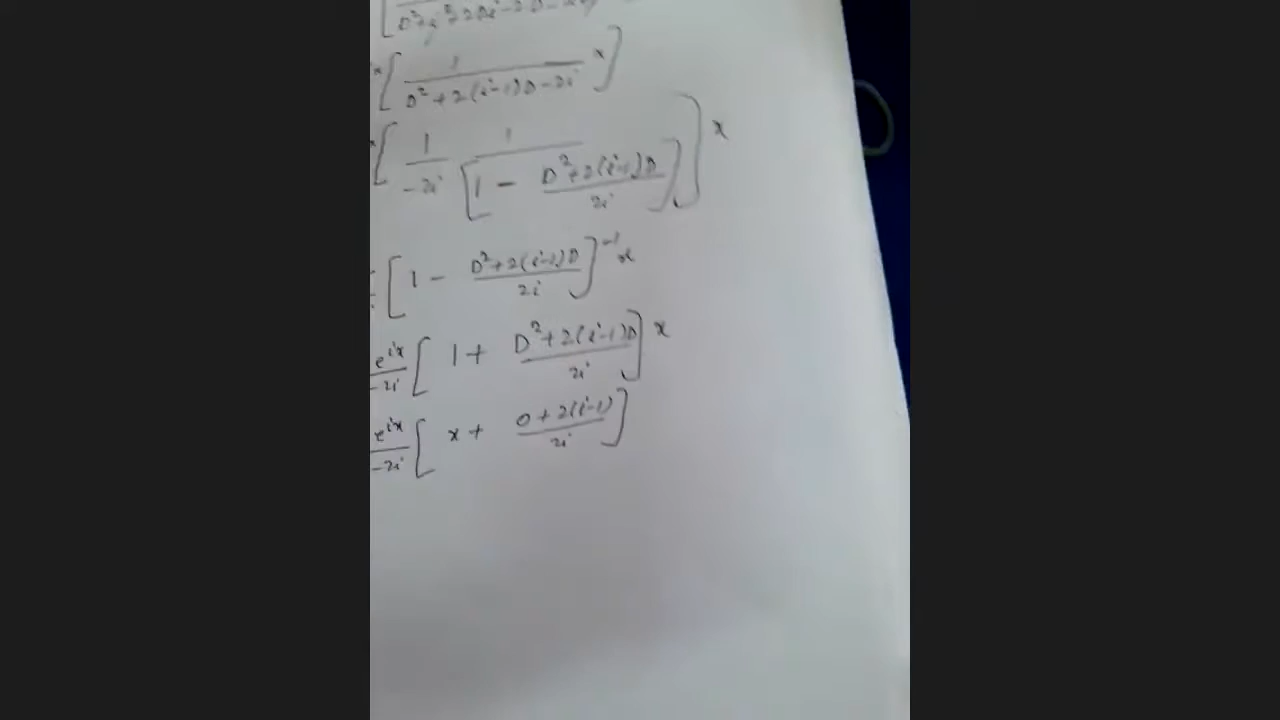 x [ 1 / D² + 2(i-1)D - 2i x ]
x [ 1 / -2i 1 / [ 1 - D² + 2(i-1)D / 2i ] ] x
[ 1 - D² + 2(i-1)D / 2i ]⁻¹ x
e^{ix} / -2i [ 1 + D² + 2(i-1)D / 2i ] x
e^{ix} / -2i [ x + 0 + 2(i-1) / 2i ]